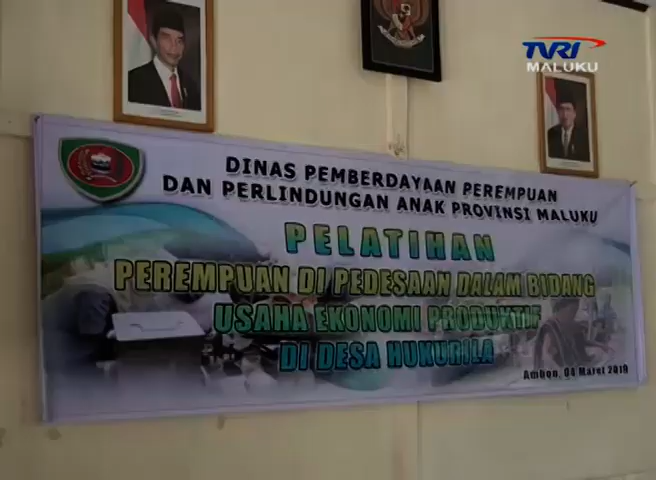 TVRI
MALUKU
DINAS PEMBERDAYAAN PEREMPUAN
DAN PERLINDUNGAN ANAK PROVINSI MALUKU
PELATIHAN
PEREMPUAN DI PEDESAAN DALAM BIDANG
USAHA EKONOMI PRODUKTIF
DI DESA HUKURILA
Ambon, 04 Maret 2019